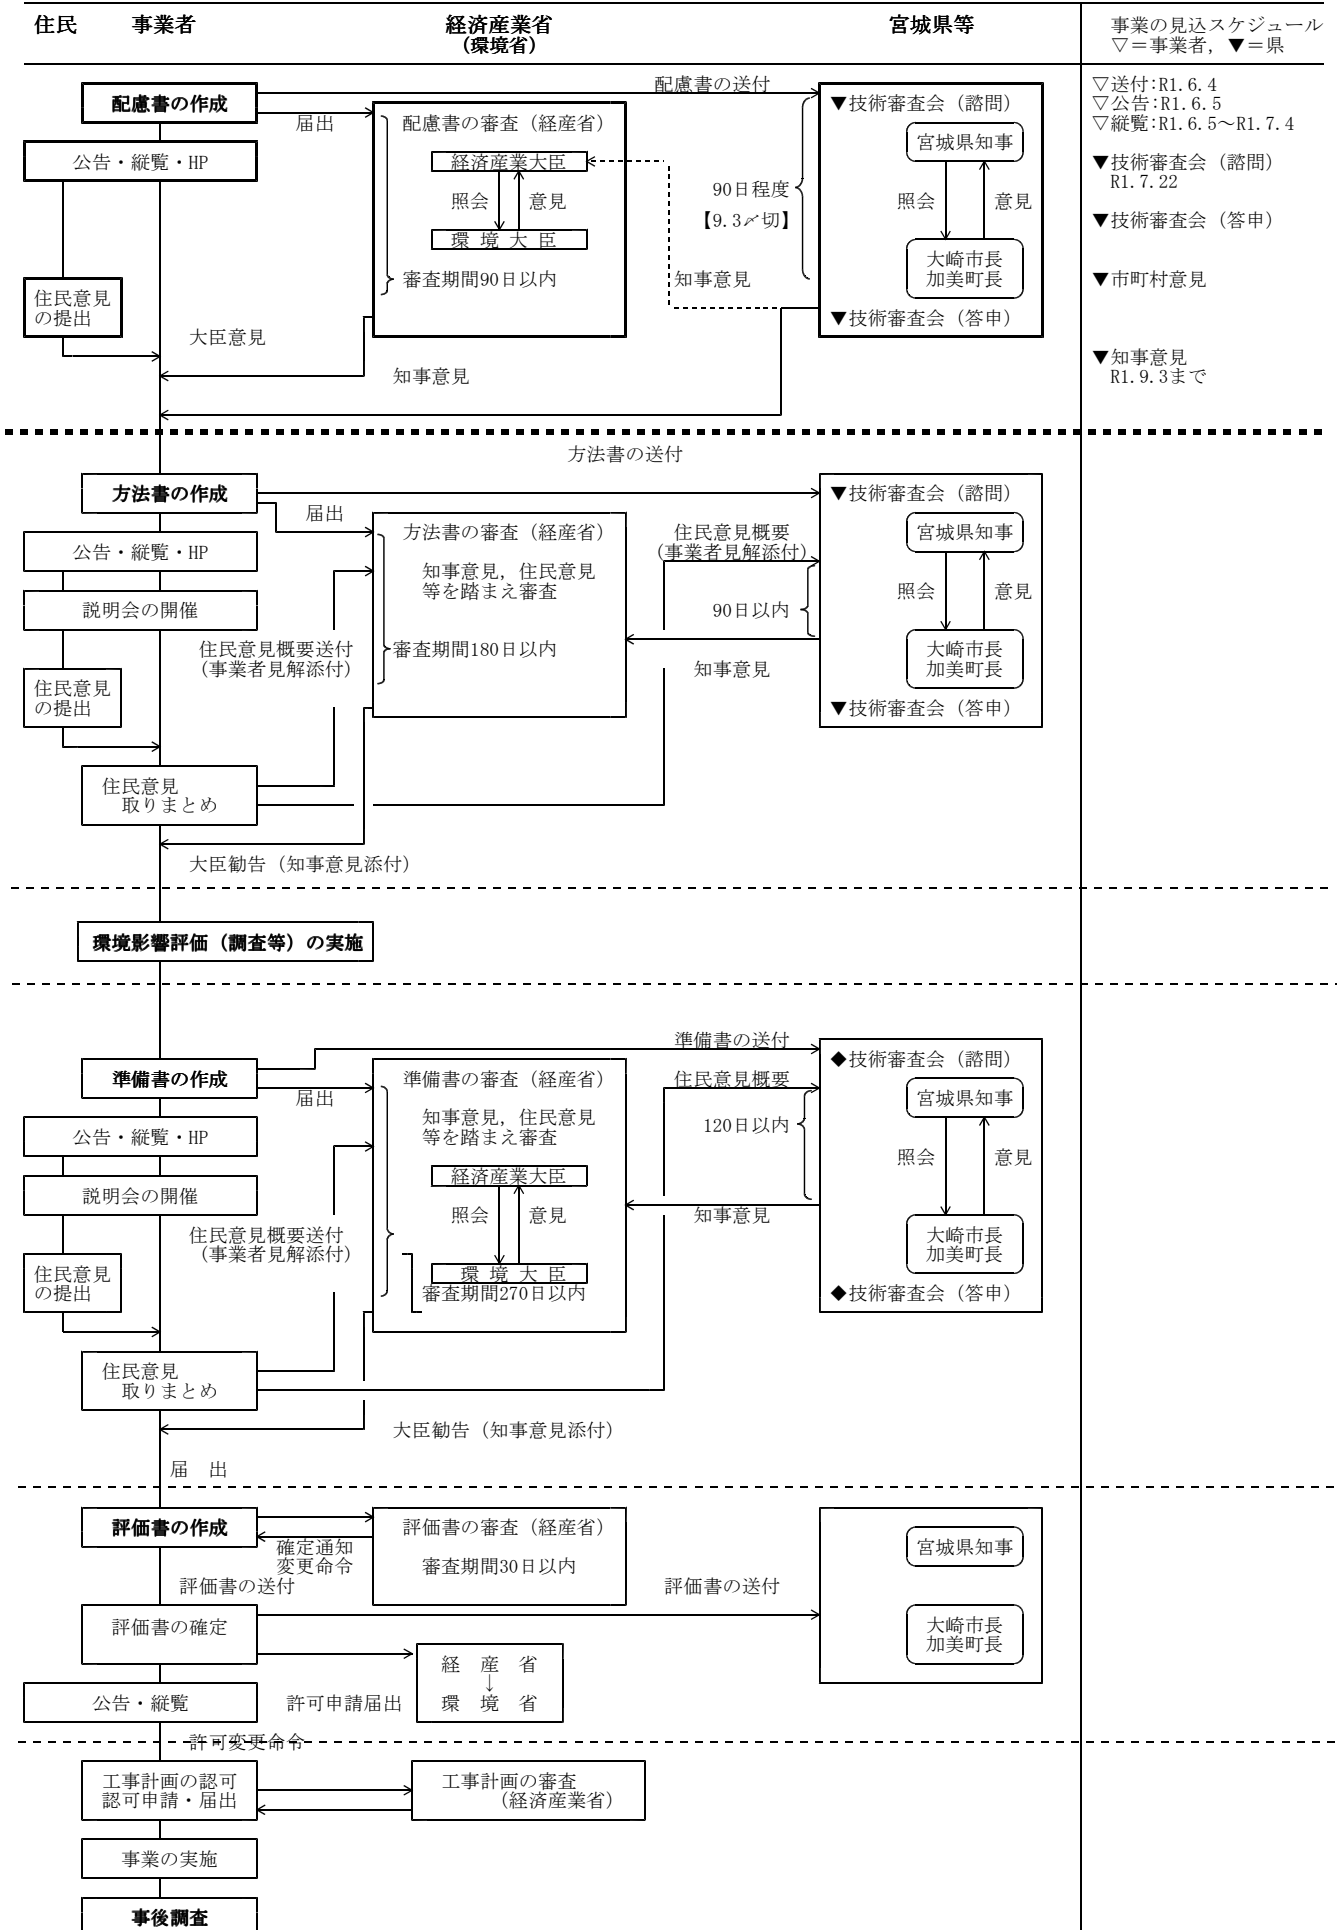 住民 事業者 経済産業省 宮城県等 事業の見込スケジュール
(環境省) ▽＝事業者，▼＝県
配慮書の送付 ▽送付:R1.6.4
配慮書の作成 ▼技術審査会（諮問） ▽公告:R1.6.5
届出 配慮書の審査（経産省） ▽縦覧:R1.6.5～R1.7.4
宮城県知事
公告・縦覧・HP 経済産業大臣 ▼技術審査会（諮問）
90日程度 R1.7.22
照会 意見 照会 意見
【9.3〆切】 ▼技術審査会（答申）
環 境 大 臣
大崎市長
審査期間90日以内 知事意見 加美町長 ▼市町村意見
住民意見
の提出 ▼技術審査会（答申）
大臣意見
▼知事意見
知事意見 R1.9.3まで
方法書の送付
方法書の作成 ▼技術審査会（諮問）
届出
方法書の審査（経産省） 住民意見概要 宮城県知事
公告・縦覧・HP （事業者見解添付）
知事意見，住民意見
等を踏まえ審査 照会 意見
説明会の開催 90日以内
住民意見概要送付 審査期間180日以内 大崎市長
（事業者見解添付） 知事意見 加美町長
住民意見
の提出 ▼技術審査会（答申）
住民意見
取りまとめ
大臣勧告（知事意見添付）
環境影響評価（調査等）の実施
準備書の送付
◆技術審査会（諮問）
準備書の作成 準備書の審査（経産省） 住民意見概要
届出 宮城県知事
知事意見，住民意見 120日以内
公告・縦覧・HP 等を踏まえ審査
照会 意見
経済産業大臣
説明会の開催
照会 意見 知事意見
住民意見概要送付 大崎市長
（事業者見解添付） 加美町長
住民意見 環 境 大 臣
の提出 審査期間270日以内 ◆技術審査会（答申）
住民意見
取りまとめ
大臣勧告（知事意見添付）
届 出
評価書の作成 評価書の審査（経産省）
確定通知 宮城県知事
変更命令 審査期間30日以内
評価書の送付 評価書の送付
評価書の確定 大崎市長
加美町長
経 産 省
↓
公告・縦覧 許可申請届出 環 境 省
許可変更命令
工事計画の認可 工事計画の審査
認可申請・届出 （経済産業省）
事業の実施
事後調査